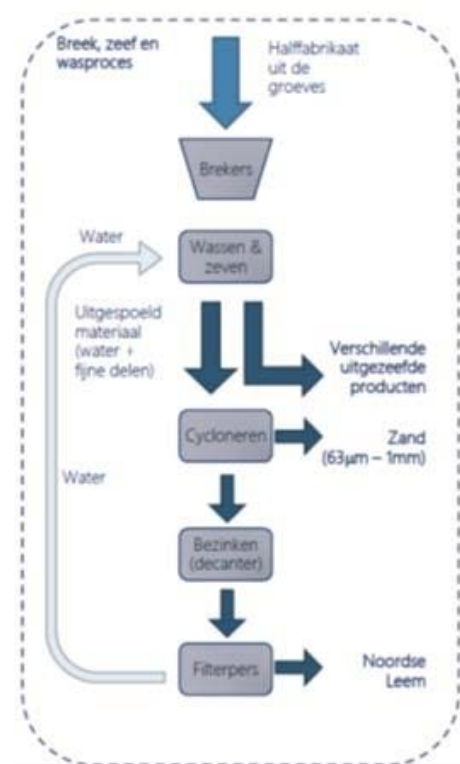 Breek, zeef en
wasproces
Halffabrikaat
uit de
groeves
Brekers
Water
Wassen &
zeven
Uitgespoeld
materiaal
(water +
fijne delen)
Verschillende
uitgezeefde
producten
Cycloneren
Zand
(63µm – 1mm)
Water
Bezinken
(decanter)
Filterpers
Noordse
Leem